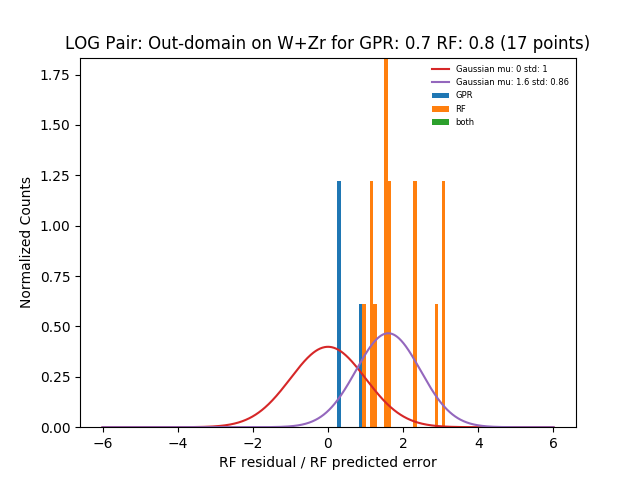 LOG Pair: Out-domain on W+Zr for GPR: 0.7 RF: 0.8 (17 points)
Gaussian mu: 0 std: 1
Gaussian mu: 1.6 std: 0.86
GPR
RF
both
Normalized Counts
1.75
1.50
1.25
1.00
0.75
0.50
0.25
0.00
−6 −4 −2 0 2 4 6
RF residual / RF predicted error